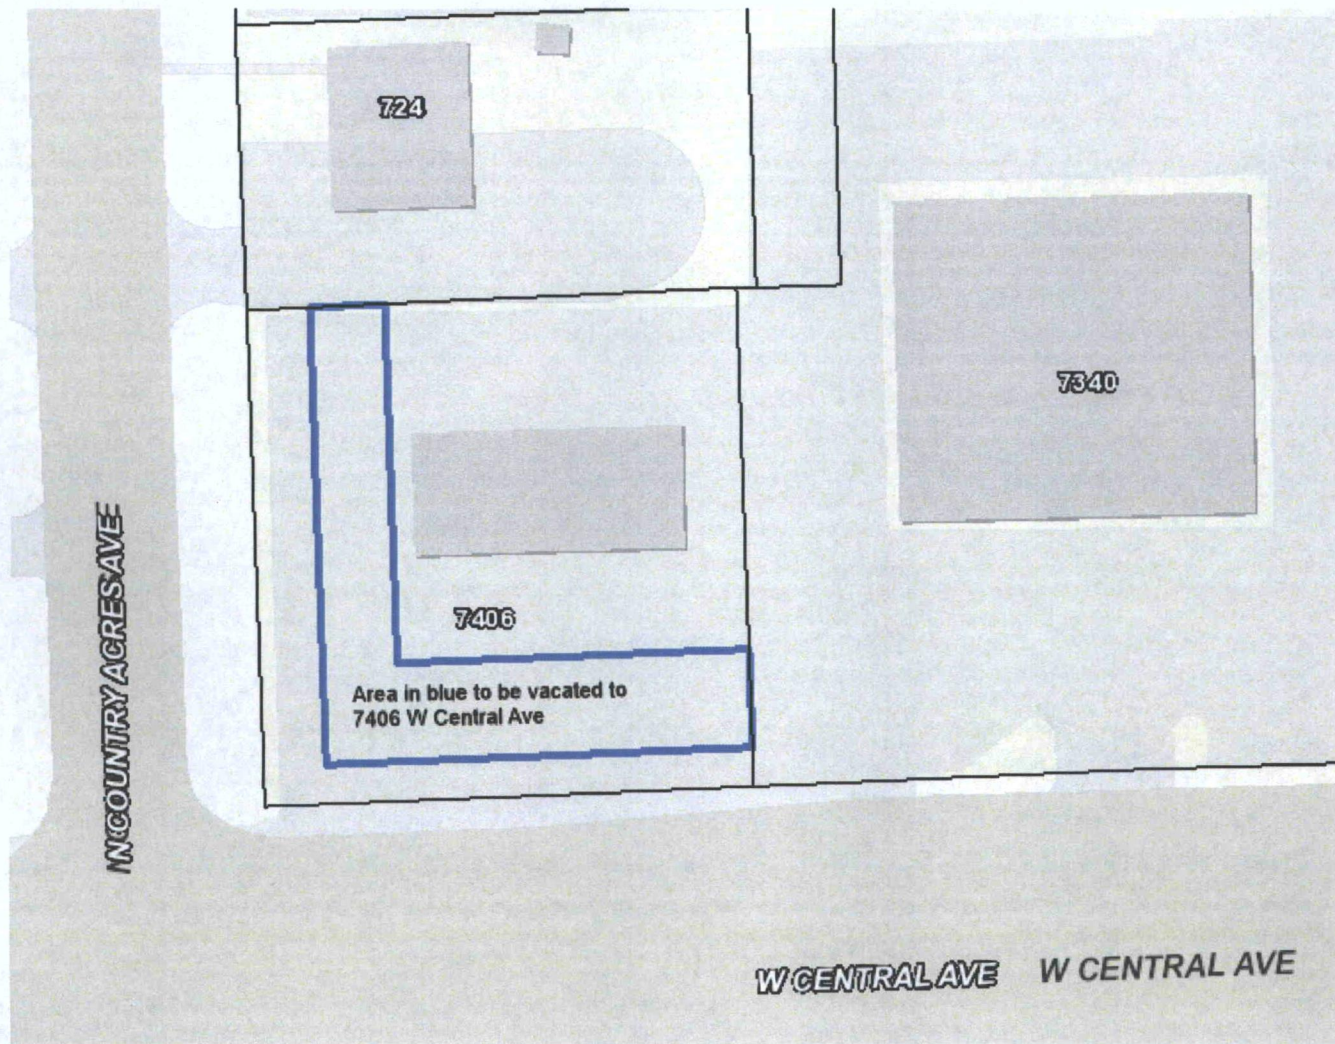 724
7340
7406
Area in blue to be vacated to
7406 W Central Ave
N COUNTRY ACRES AVE
W CENTRAL AVE
W CENTRAL AVE